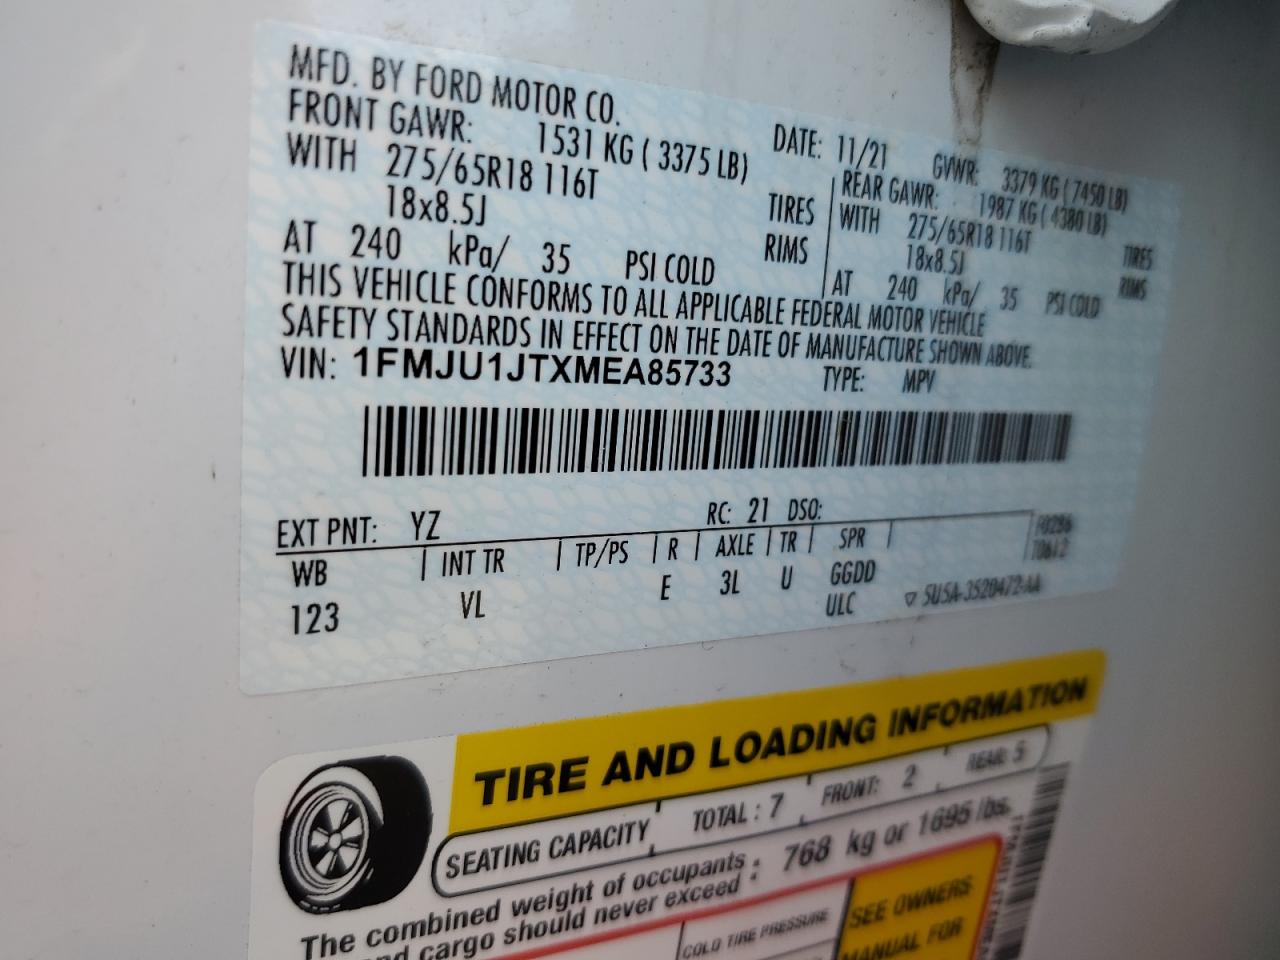 MFD. BY FORD MOTOR CO.
DATE: 11/21 GVWR: 3379 KG ( 7450 LB)
FRONT GAWR: 1531 KG ( 3375 LB)
REAR GAWR: 1987 KG ( 4380 LB)
WITH 275/65R18 116T TIRES
WITH 275/65R18 116T TIRES
18x8.5J RIMS
18x8.5J RIMS
AT 240 kPa/ 35 PSI COLD
AT 240 kPa/ 35 PSI COLD
THIS VEHICLE CONFORMS TO ALL APPLICABLE FEDERAL MOTOR VEHICLE
SAFETY STANDARDS IN EFFECT ON THE DATE OF MANUFACTURE SHOWN ABOVE.
VIN: 1FMJU1JTXMEA85733 TYPE: MPV
EXT PNT: YZ RC: 21 DSO:
WB INT TR TP/PS R AXLE TR SPR
123 VL E 3L U GGDD
ULC
F0286
T0612
▽ 5U5A-3520472-AA
TIRE AND LOADING INFORMATION
SEATING CAPACITY TOTAL : 7 FRONT: 2 REAR: 5
The combined weight of occupants
and cargo should never exceed : 768 kg or 1695 lbs.
COLD TIRE PRESSURE
SEE OWNERS
MANUAL FOR